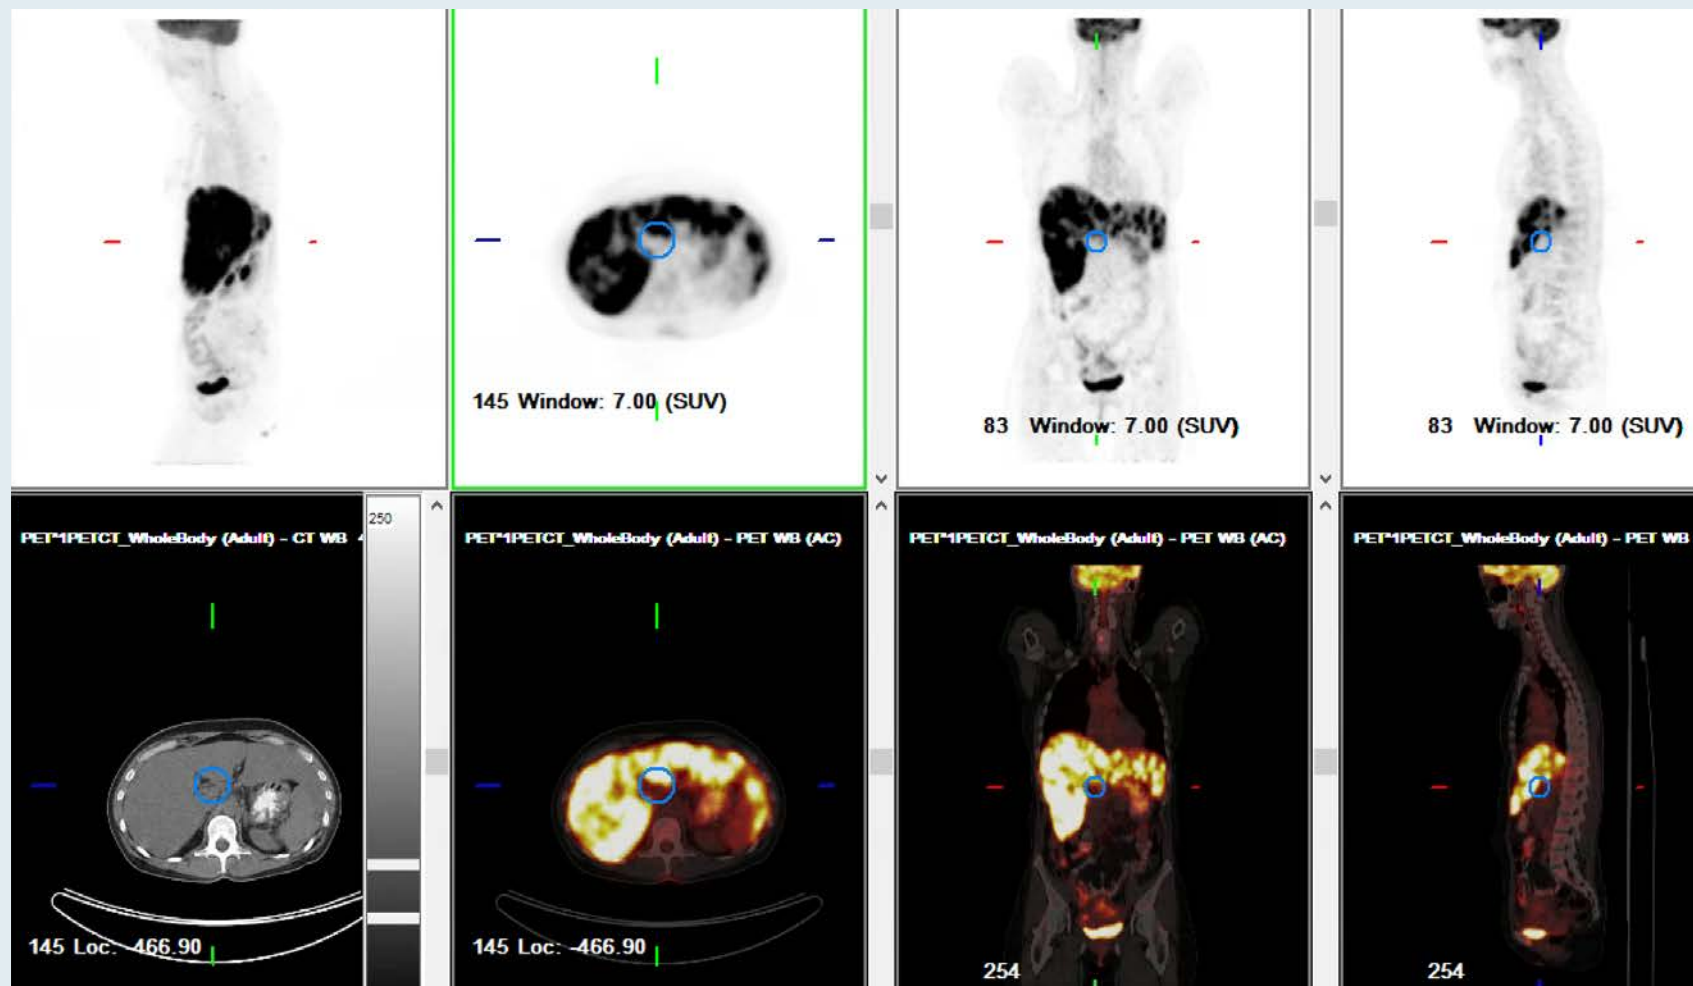 145 Window: 7.00 (SUV)
83 Window: 7.00 (SUV)
83 Window: 7.00 (SUV)
250
PET*1PETCT_WholeBody (Adult) - CT WB
PET*1PETCT_WholeBody (Adult) - PET WB (AC)
PET*1PETCT_WholeBody (Adult) - PET WB (AC)
PET*1PETCT_WholeBody (Adult) - PET WB
145 Loc: -466.90
145 Loc: -466.90
254
254